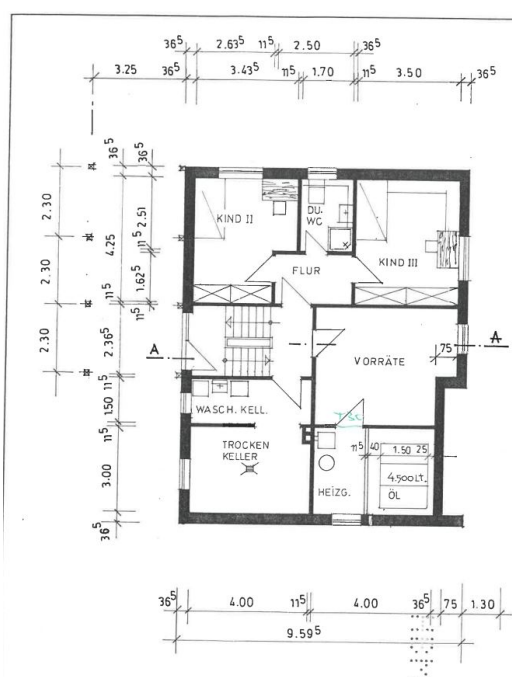 36⁵ 2.63⁵ 11⁵ 2.50 36⁵
3.25 36⁵ 3.43⁵ 11⁵ 1.70 11⁵ 3.50 36⁵
36⁵
36⁵
2.30
4.25
2.51
11⁵
2.30
1.62⁵
11⁵
11⁵
2.30
2.36⁵
11⁵
1.50
11⁵
3.00
36⁵
KIND II
DU.
WC
FLUR
KIND III
A
A
75
VORRÄTE
WASCH. KELL.
TROCKEN
KELLER
11⁵ 40 1.50 25
4.500 LT.
ÖL
HEIZG.
36⁵ 4.00 11⁵ 4.00 36⁵ 75 1.30
9.59⁵